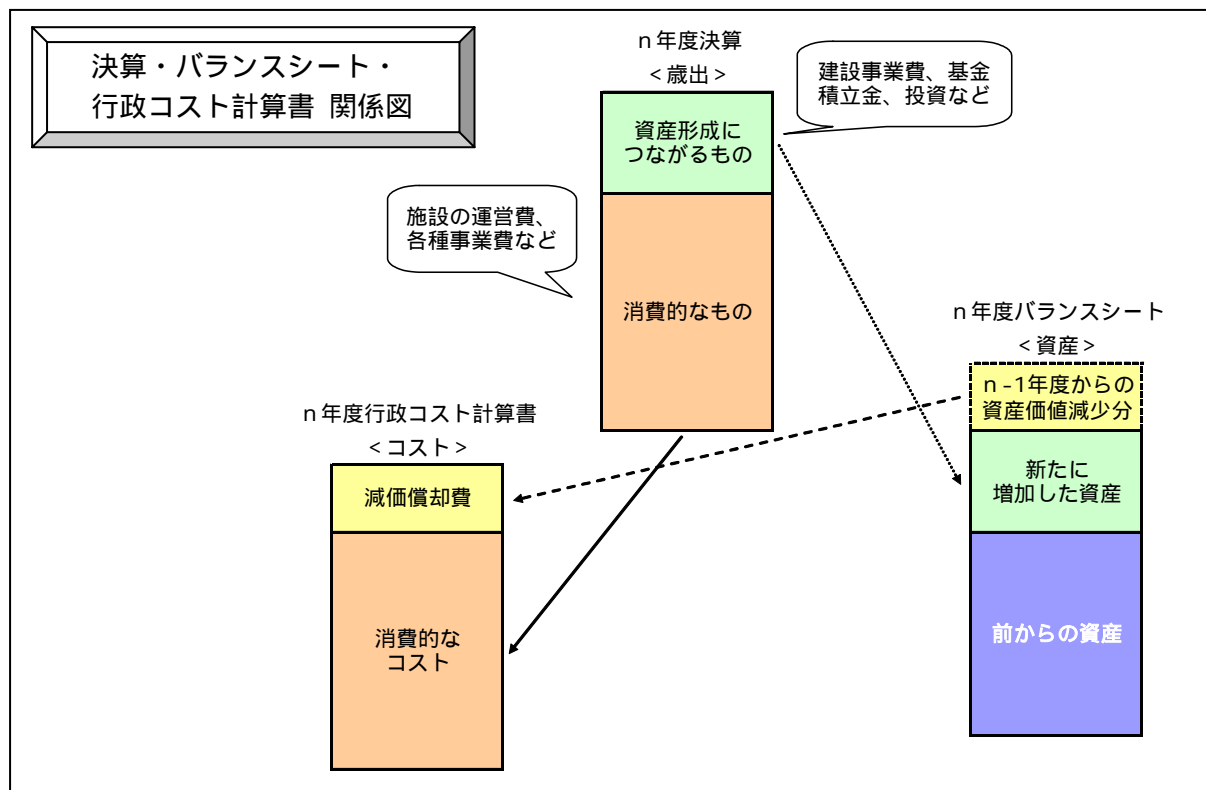 決算・バランスシート・
行政コスト計算書 関係図
n年度決算
<歳出>
建設事業費、基金
積立金、投資など
資産形成に
つながるもの
施設の運営費、
各種事業費など
消費的なもの
n年度バランスシート
<資産>
n-1年度からの
資産価値減少分
新たに
増加した資産
前からの資産
n年度行政コスト計算書
<コスト>
減価償却費
消費的な
コスト